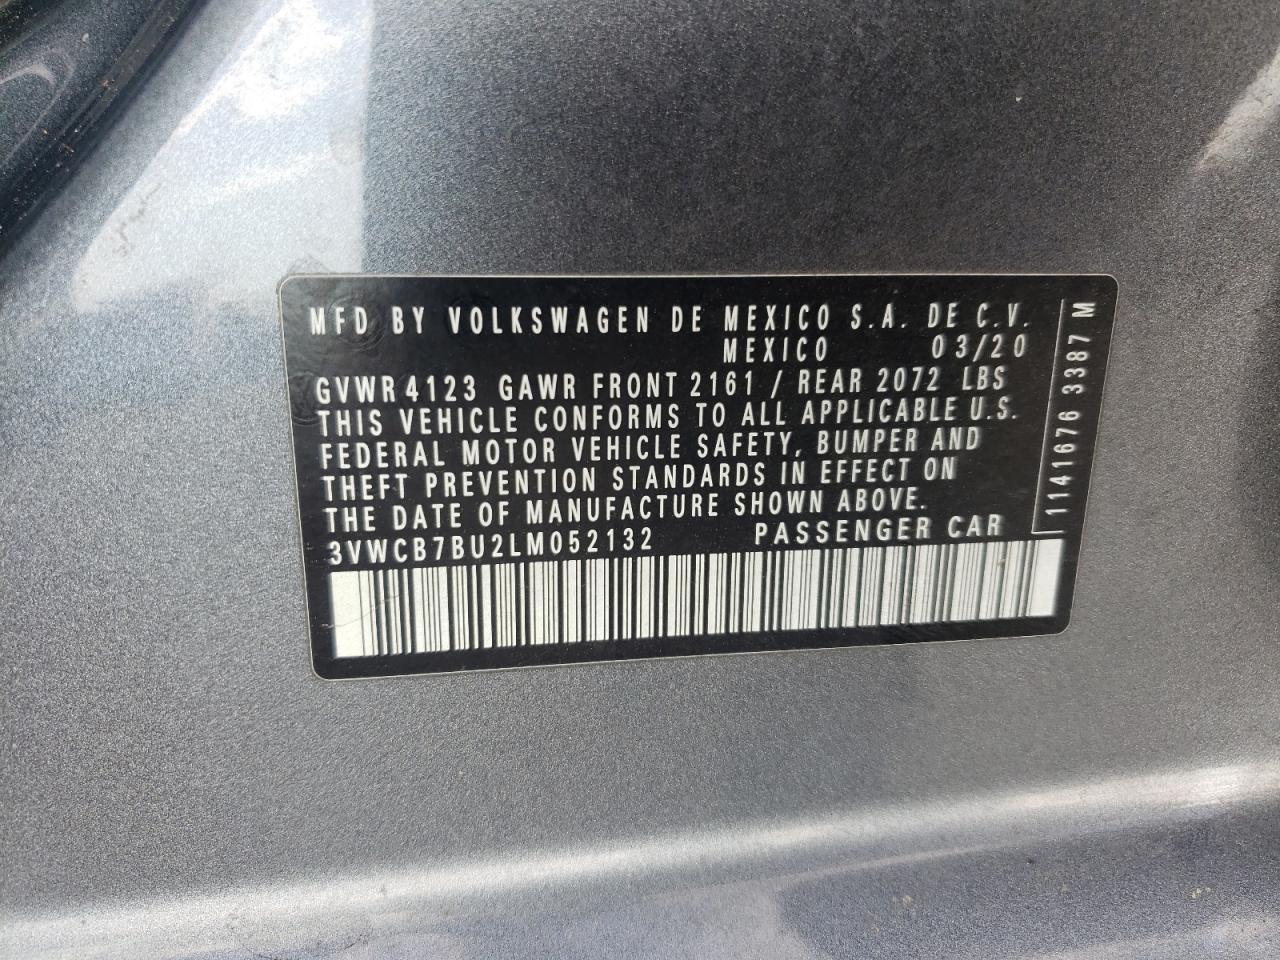 MFD BY VOLKSWAGEN DE MEXICO S.A. DE C.V.
MEXICO 03/20
GVWR 4123 GAWR FRONT 2161 / REAR 2072 LBS
THIS VEHICLE CONFORMS TO ALL APPLICABLE U.S.
FEDERAL MOTOR VEHICLE SAFETY, BUMPER AND
THEFT PREVENTION STANDARDS IN EFFECT ON
THE DATE OF MANUFACTURE SHOWN ABOVE.
3VWCB7BU2LM052132 PASSENGER CAR
1141676 3387 M